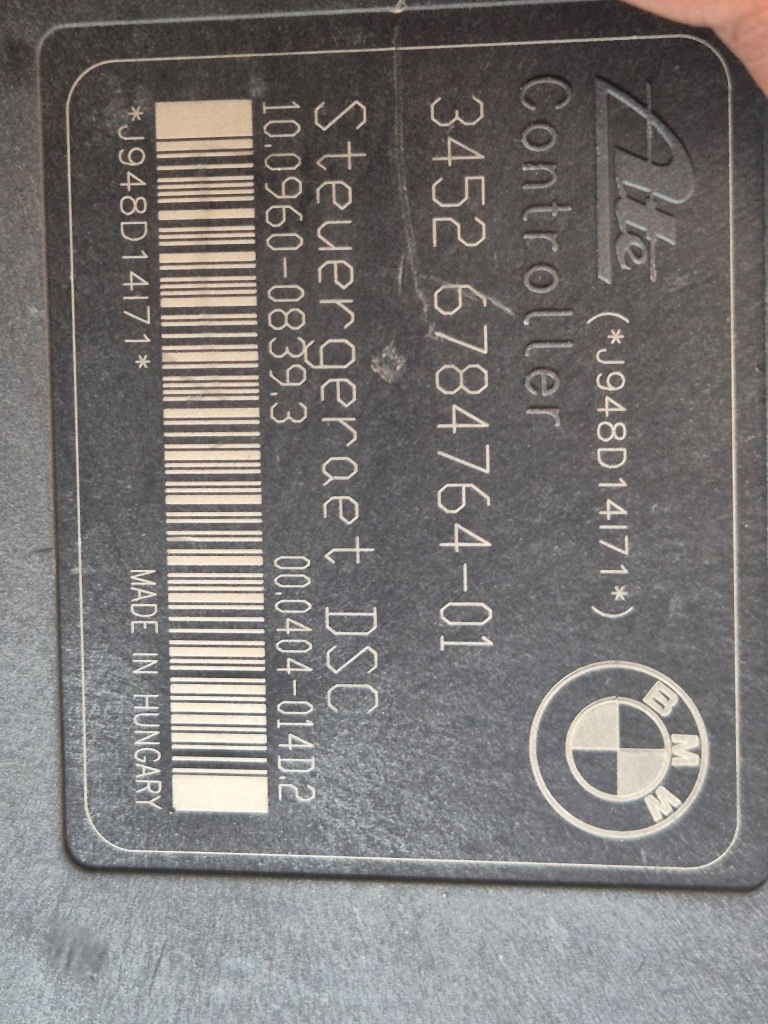 Ate (*J948D14I71*)
BMW
Controller
3452 6784764-01
Steuergeraet DSC
10.0960-0839.3 00.0404-014D.2
*J948D14I71* MADE IN HUNGARY